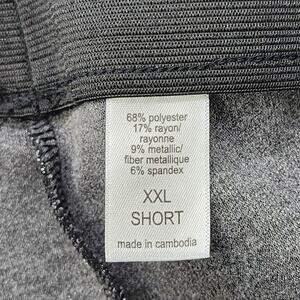 68% polyester
17% rayon/
rayonne
9% metallic/
fiber metallique
6% spandex
XXL
SHORT
made in cambodia